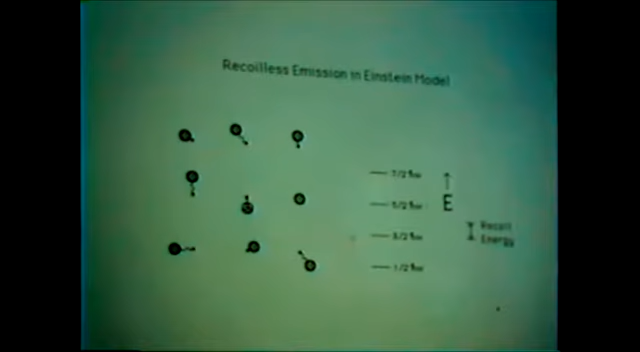 Recoilless Emission in Einstein Model
7/2 ħω
5/2 ħω
3/2 ħω
1/2 ħω
E
Recoil
Energy